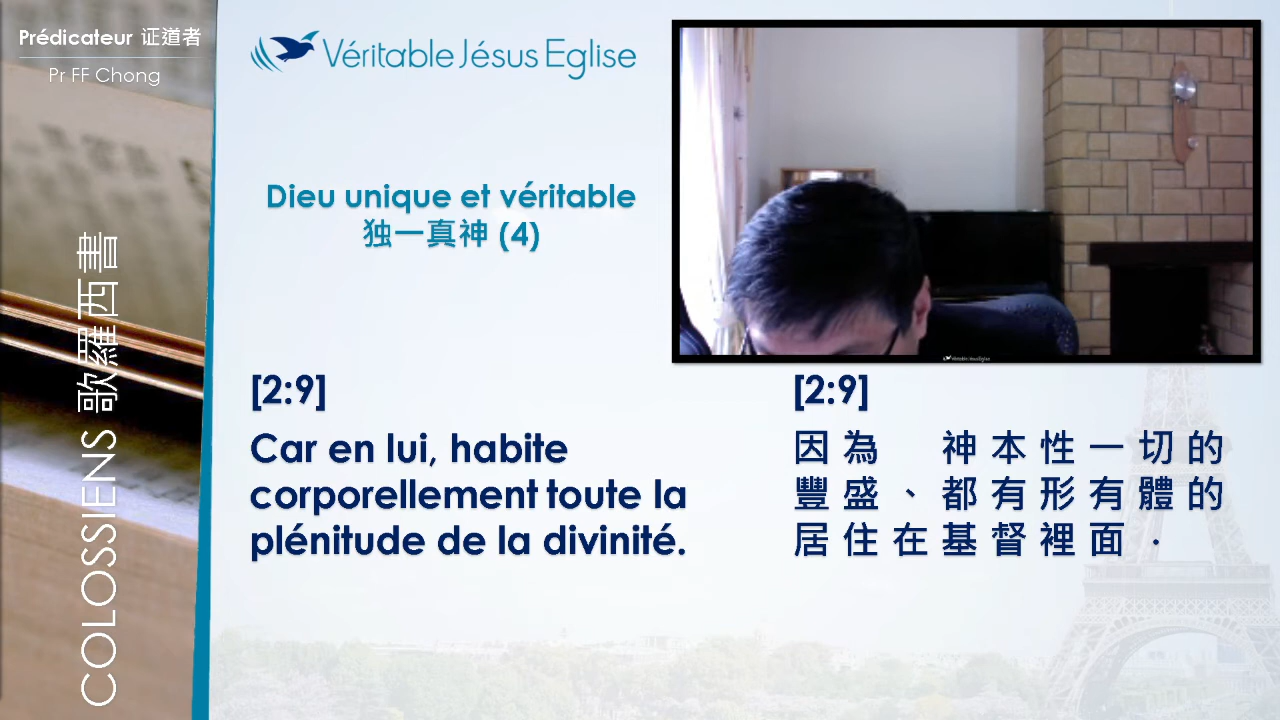 Prédicateur 证道者
Pr FF Chong
COLOSSIENS 歌羅西書
Véritable Jésus Eglise
Dieu unique et véritable
独一真神 (4)
[2:9]
Car en lui, habite
corporellement toute la
plénitude de la divinité.
[2:9]
因為　神本性一切的
豐盛、都有形有體的
居住在基督裡面．